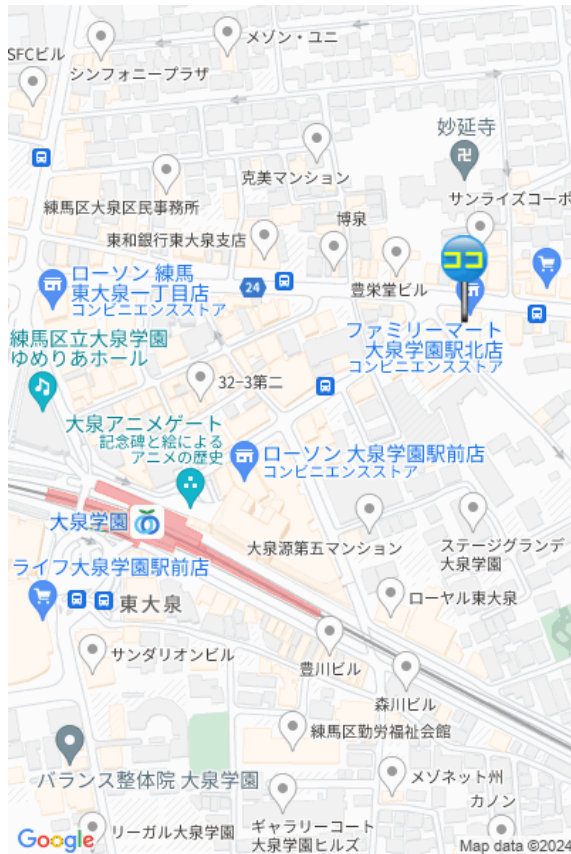 メゾン・ユニ
SFCビル
シンフォニープラザ
妙延寺
克美マンション
サンライズコーポ
練馬区大泉区民事務所
博泉
東和銀行東大泉支店
ココ
ローソン 練馬
東大泉一丁目店
コンビニエンスストア
24
豊栄堂ビル
ファミリーマート
大泉学園駅北店
コンビニエンスストア
練馬区立大泉学園
ゆめりあホール
32-3第二
大泉アニメゲート
記念碑と絵による
アニメの歴史
ローソン 大泉学園駅前店
コンビニエンスストア
大泉学園
大泉源第五マンション
ステージグランデ
大泉学園
ライフ大泉学園駅前店
東大泉
ローヤル東大泉
サンダリオンビル
豊川ビル
森川ビル
練馬区勤労福祉会館
バランス整体院 大泉学園
メゾネット州
カノン
リーガル大泉学園
ギャラリーコート
大泉学園ヒルズ
Google
Map data ©2024